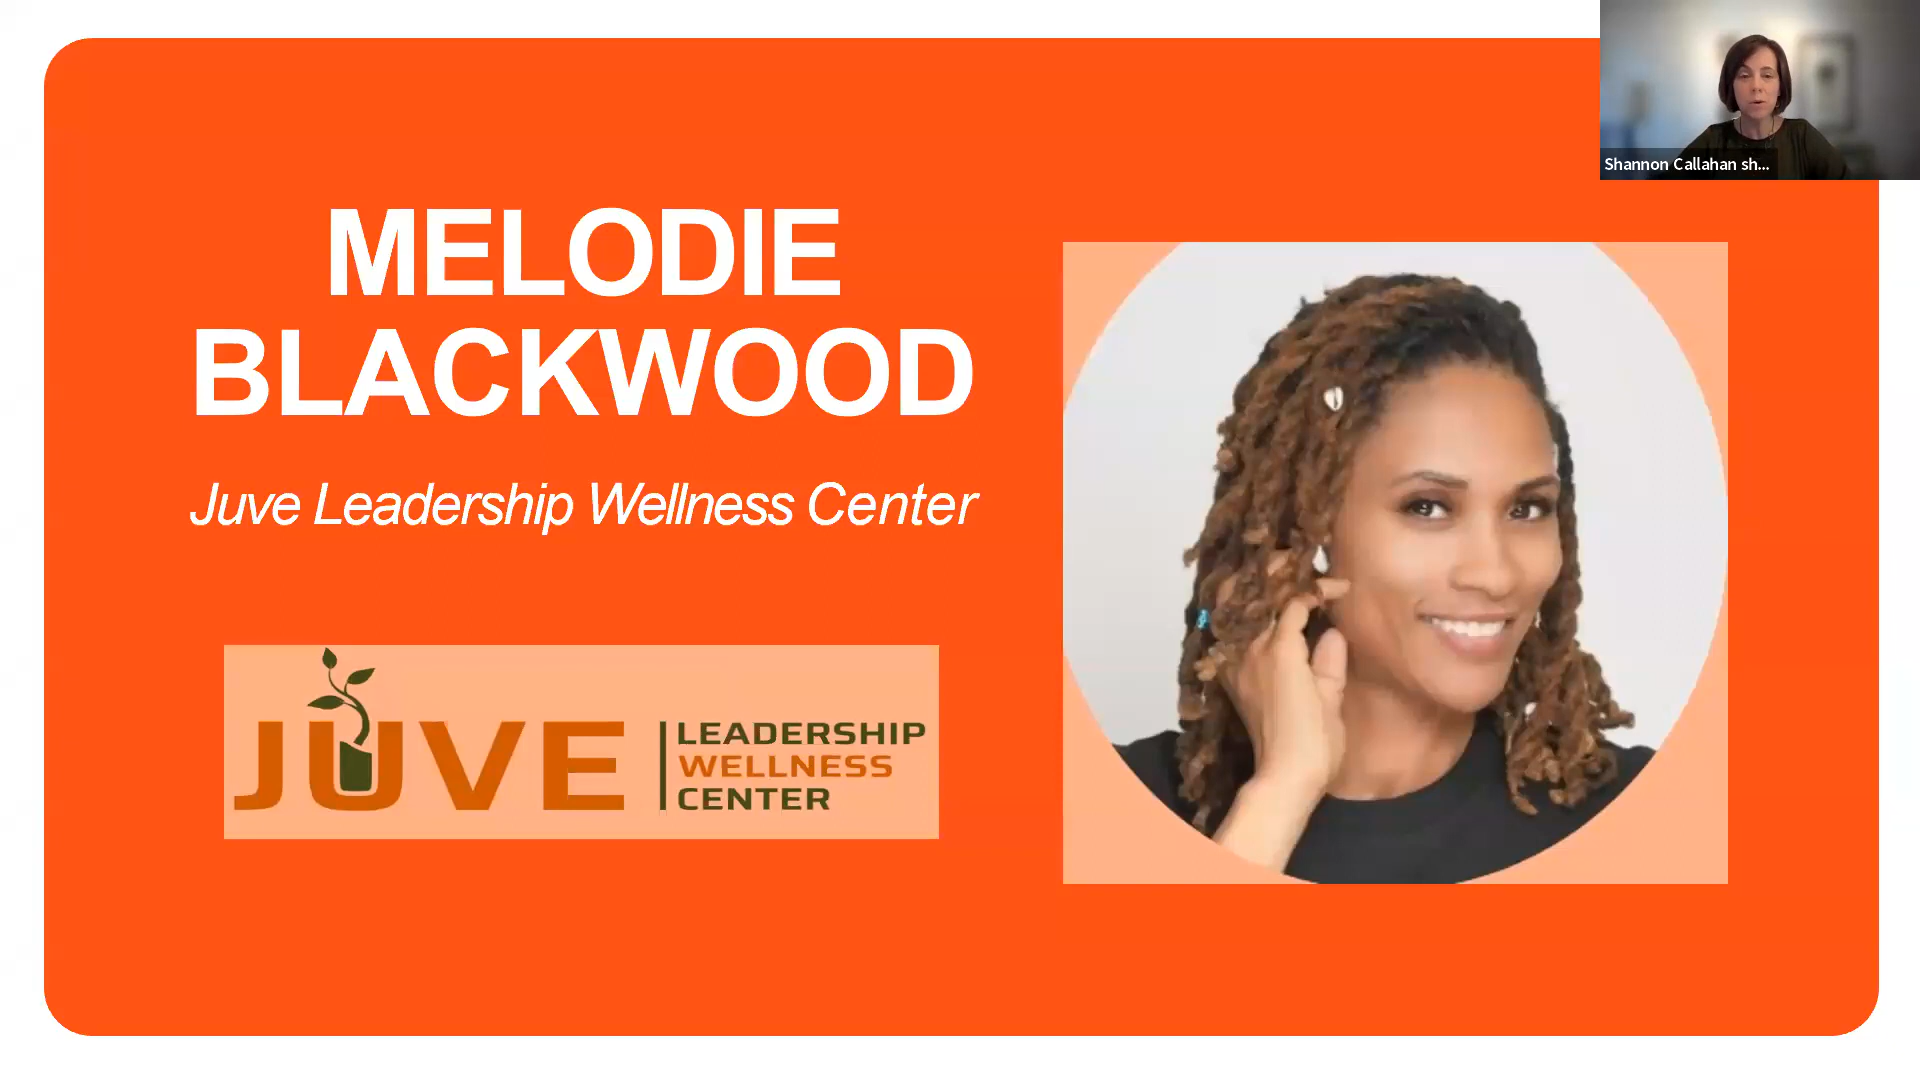 MELODIE
BLACKWOOD
Juve Leadership Wellness Center
JUVE
LEADERSHIP
WELLNESS
CENTER
Shannon Callahan sh...